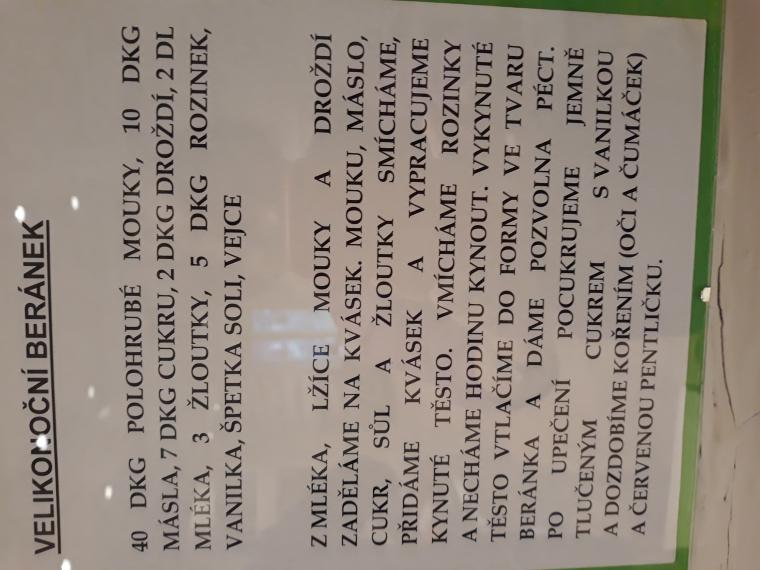 VELIKONOČNÍ BERÁNEK
40 DKG POLOHRUBÉ MOUKY, 10 DKG
MÁSLA, 7 DKG CUKRU, 2 DKG DROŽDÍ, 2 DL
MLÉKA, 3 ŽLOUTKY, 5 DKG ROZINEK,
VANILKA, ŠPETKA SOLI, VEJCE
Z MLÉKA, LŽÍCE MOUKY A DROŽDÍ
ZADĚLÁME NA KVÁSEK. MOUKU, MÁSLO,
CUKR, SŮL A ŽLOUTKY SMÍCHÁME,
PŘIDÁME KVÁSEK A VYPRACUJEME
KYNUTÉ TĚSTO. VMÍCHÁME ROZINKY
A NECHÁME HODINU KYNOUT. VYKYNUTÉ
TĚSTO VTLAČÍME DO FORMY VE TVARU
BERÁNKA A DÁME POZVOLNA PÉCT.
PO UPEČENÍ POCUKRUJEME JEMNĚ
TLUČENÝM CUKREM S VANILKOU
A DOZDOBÍME KOŘENÍM (OČI A ČUMÁČEK)
A ČERVENOU PENTLIČKU.